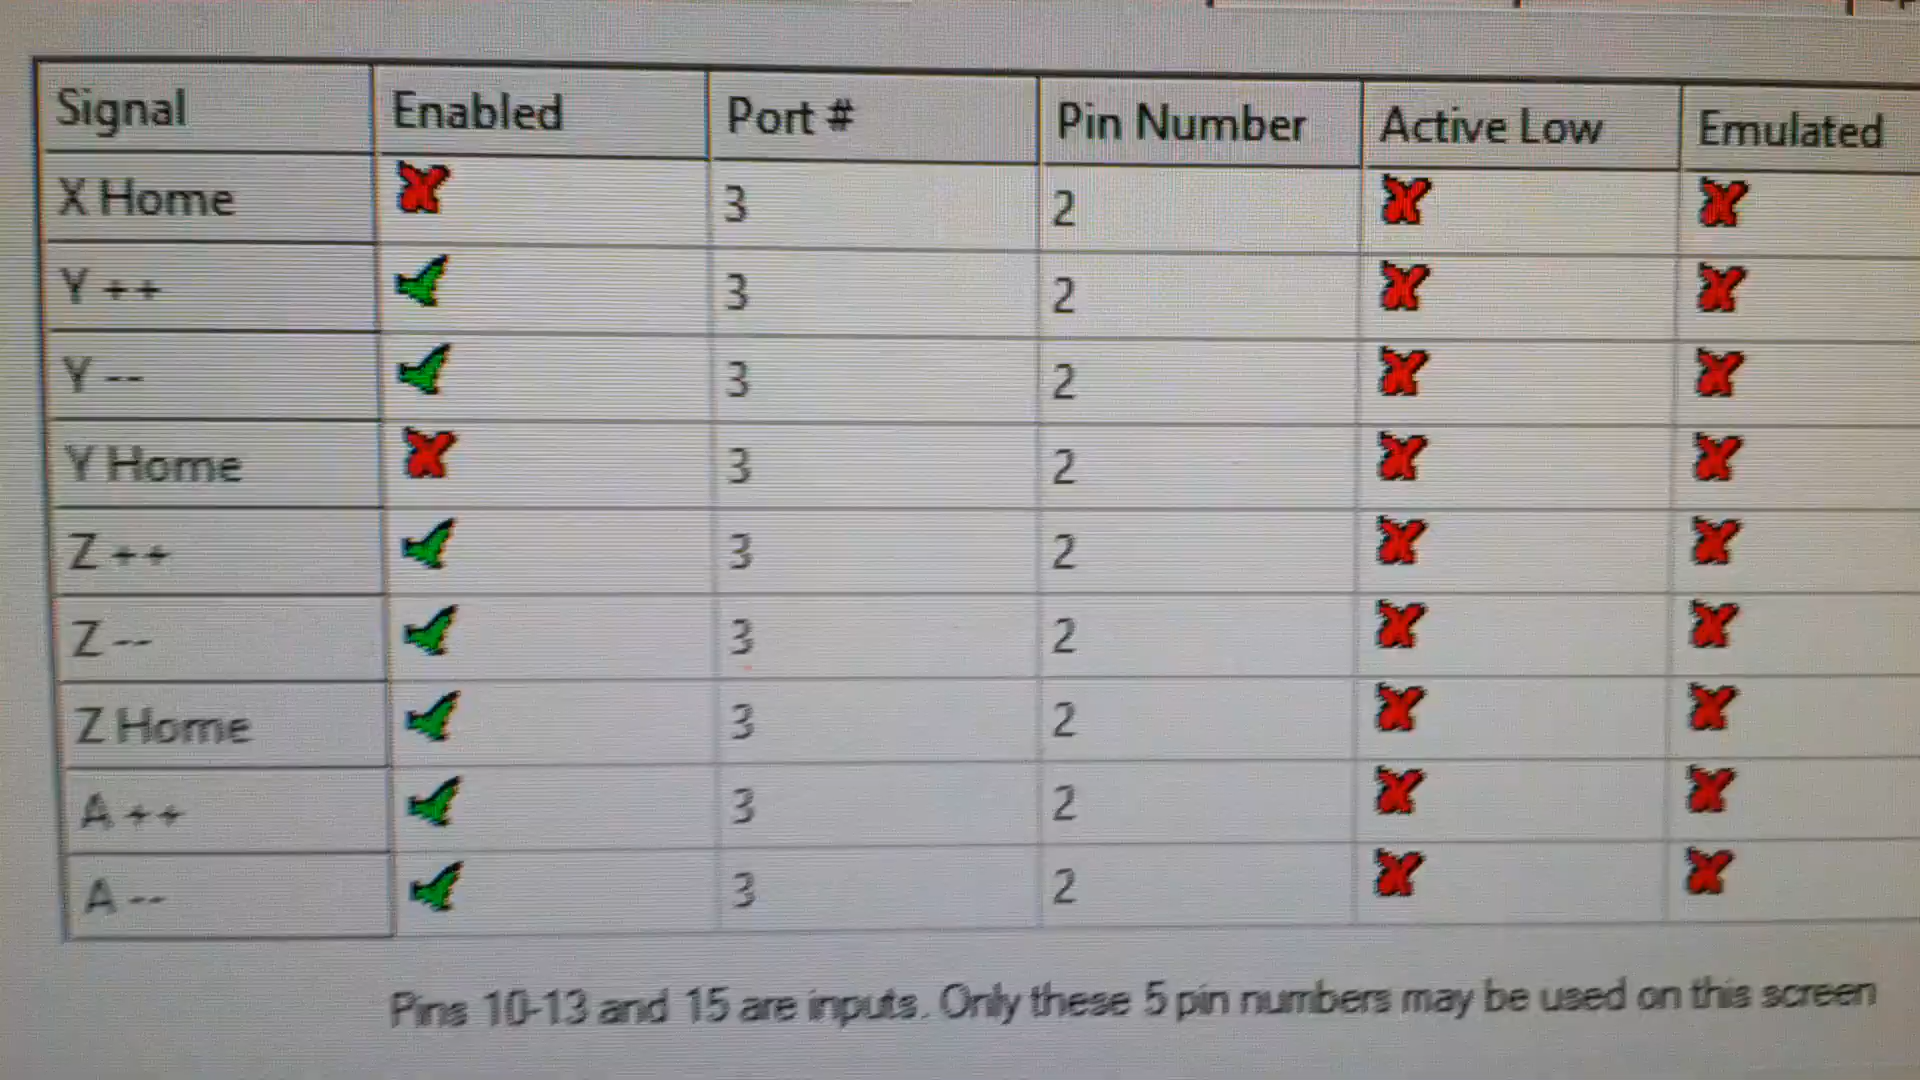 Signal Enabled Port # Pin Number Active Low Emulated
X Home 3 2
Y ++ 3 2
Y -- 3 2
Y Home 3 2
Z ++ 3 2
Z -- 3 2
Z Home 3 2
A ++ 3 2
A -- 3 2
Pins 10-13 and 15 are inputs. Only these 5 pin numbers may be used on this screen